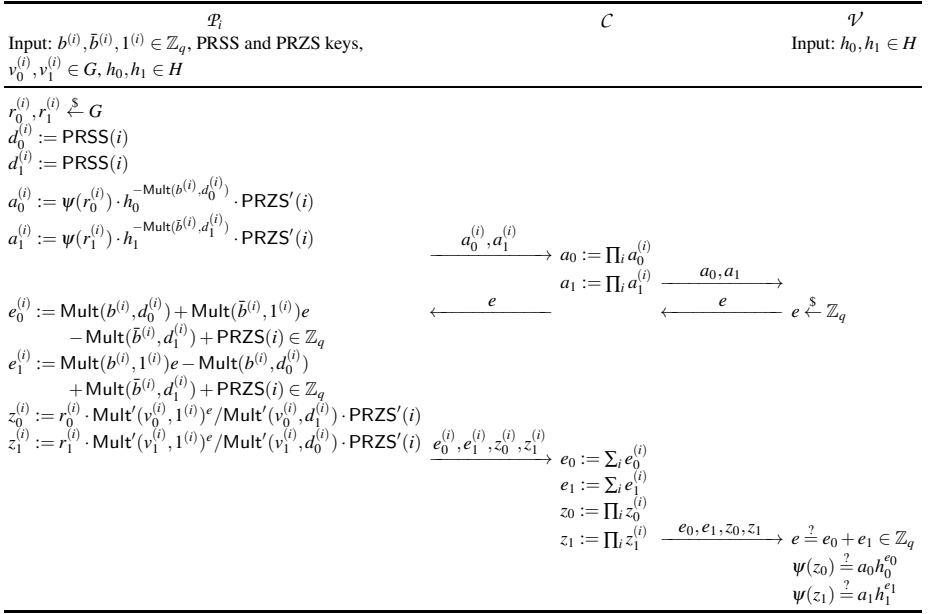 𝒫ᵢ 𝒞 𝒱
Input: b^{(i)}, b̄^{(i)}, 1^{(i)} ∈ ℤ_q, PRSS and PRZS keys, Input: h_0, h_1 ∈ H
v_0^{(i)}, v_1^{(i)} ∈ G, h_0, h_1 ∈ H
r_0^{(i)}, r_1^{(i)} ←$ G
d_0^{(i)} := PRSS(i)
d_1^{(i)} := PRSS(i)
a_0^{(i)} := ψ(r_0^{(i)}) · h_0^{−Mult(b^{(i)}, d_0^{(i)})} · PRZS′(i)
a_1^{(i)} := ψ(r_1^{(i)}) · h_1^{−Mult(b̄^{(i)}, d_1^{(i)})} · PRZS′(i) a_0^{(i)}, a_1^{(i)} → a_0 := ∏_i a_0^{(i)}
a_1 := ∏_i a_1^{(i)} a_0, a_1 →
e_0^{(i)} := Mult(b^{(i)}, d_0^{(i)}) + Mult(b̄^{(i)}, 1^{(i)})e ← e ← e e ←$ ℤ_q
− Mult(b̄^{(i)}, d_1^{(i)}) + PRZS(i) ∈ ℤ_q
e_1^{(i)} := Mult(b^{(i)}, 1^{(i)})e − Mult(b^{(i)}, d_0^{(i)})
+ Mult(b̄^{(i)}, d_1^{(i)}) + PRZS(i) ∈ ℤ_q
z_0^{(i)} := r_0^{(i)} · Mult′(v_0^{(i)}, 1^{(i)})^e / Mult′(v_0^{(i)}, d_1^{(i)}) · PRZS′(i)
z_1^{(i)} := r_1^{(i)} · Mult′(v_1^{(i)}, 1^{(i)})^e / Mult′(v_1^{(i)}, d_0^{(i)}) · PRZS′(i) e_0^{(i)}, e_1^{(i)}, z_0^{(i)}, z_1^{(i)} → e_0 := ∑_i e_0^{(i)}
e_1 := ∑_i e_1^{(i)}
z_0 := ∏_i z_0^{(i)}
z_1 := ∏_i z_1^{(i)} e_0, e_1, z_0, z_1 → e ≟ e_0 + e_1 ∈ ℤ_q
ψ(z_0) ≟ a_0 h_0^{e_0}
ψ(z_1) ≟ a_1 h_1^{e_1}